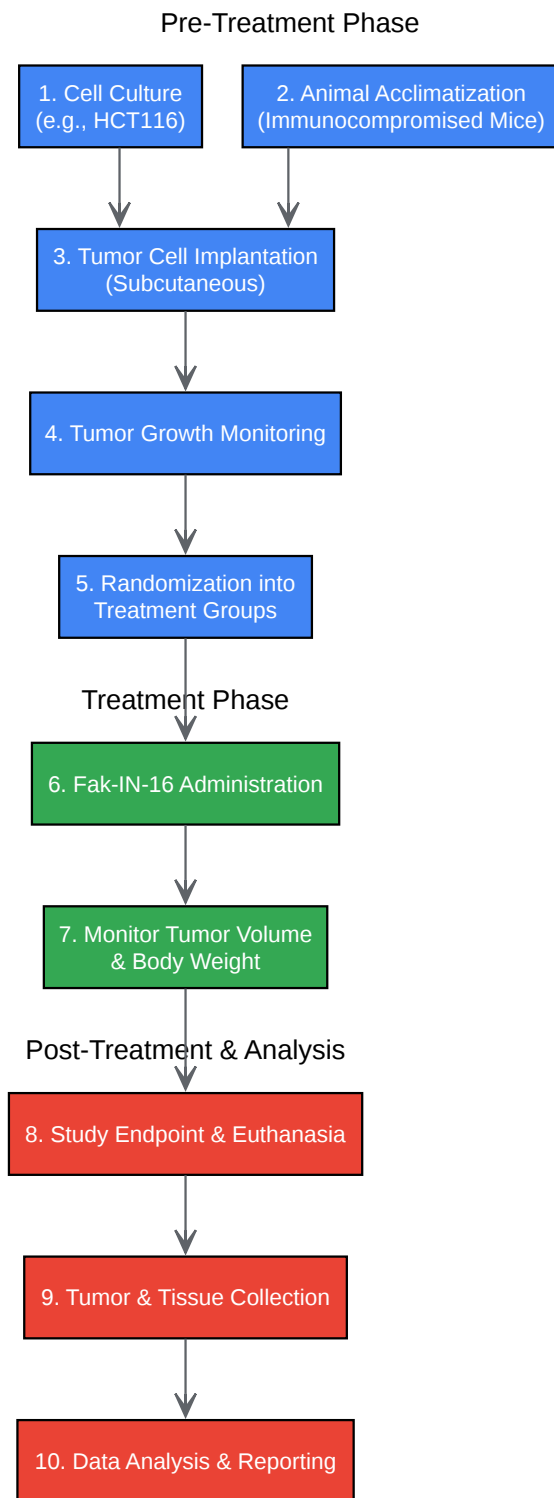 Pre-Treatment Phase
1. Cell Culture
(e.g., HCT116)
2. Animal Acclimatization
(Immunocompromised Mice)
3. Tumor Cell Implantation
(Subcutaneous)
4. Tumor Growth Monitoring
5. Randomization into
Treatment Groups
Treatment Phase
6. Fak-IN-16 Administration
7. Monitor Tumor Volume
& Body Weight
Post-Treatment & Analysis
8. Study Endpoint & Euthanasia
9. Tumor & Tissue Collection
10. Data Analysis & Reporting